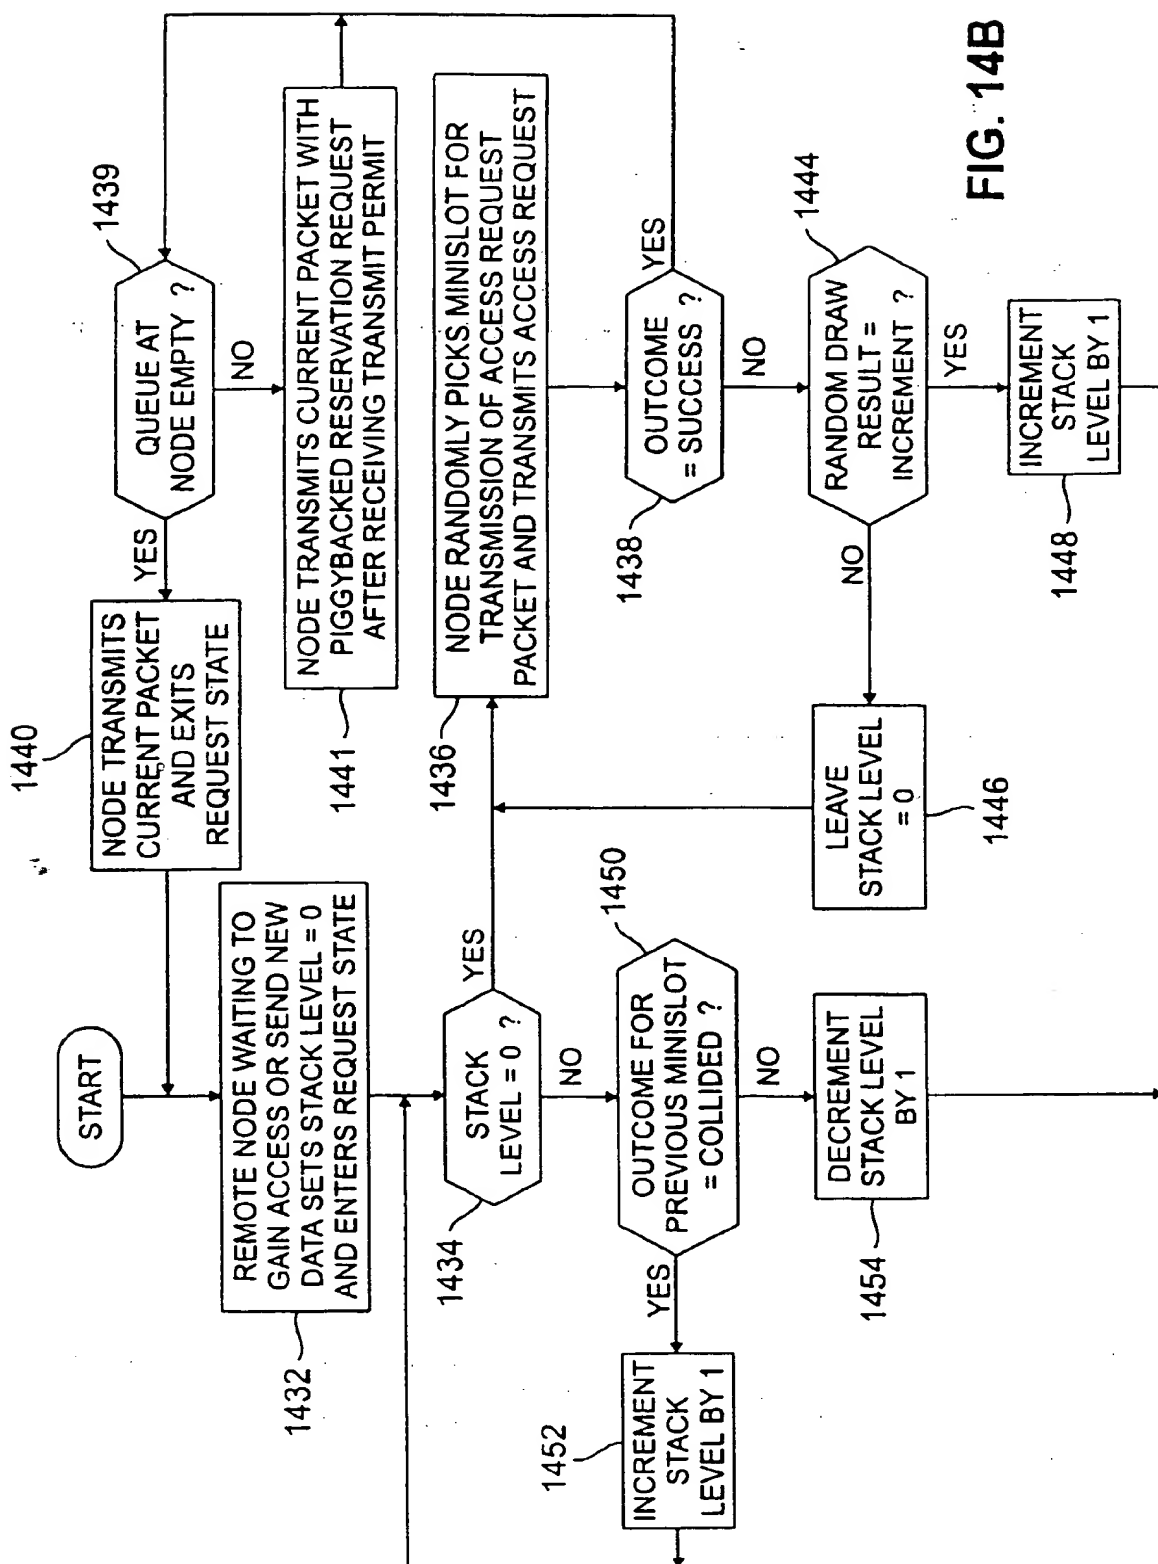 START
1440
NODE TRANSMITS
CURRENT PACKET
AND EXITS
REQUEST STATE
YES
QUEUE AT
NODE EMPTY ?
1439
NO
NODE TRANSMITS CURRENT PACKET WITH
PIGGYBACKED RESERVATION REQUEST
AFTER RECEIVING TRANSMIT PERMIT
1441
REMOTE NODE WAITING TO
GAIN ACCESS OR SEND NEW
DATA SETS STACK LEVEL = 0
AND ENTERS REQUEST STATE
1432
STACK
LEVEL = 0 ?
1434
YES
NO
1436
NODE RANDOMLY PICKS MINISLOT FOR
TRANSMISSION OF ACCESS REQUEST
PACKET AND TRANSMITS ACCESS REQUEST
OUTCOME
= SUCCESS ?
1438
YES
NO
OUTCOME FOR
PREVIOUS MINISLOT
= COLLIDED ?
1450
YES
NO
INCREMENT
STACK
LEVEL BY 1
1452
DECREMENT
STACK LEVEL
BY 1
1454
LEAVE
STACK LEVEL
= 0
1446
NO
RANDOM DRAW
RESULT =
INCREMENT ?
1444
YES
INCREMENT
STACK
LEVEL BY 1
1448
FIG. 14B